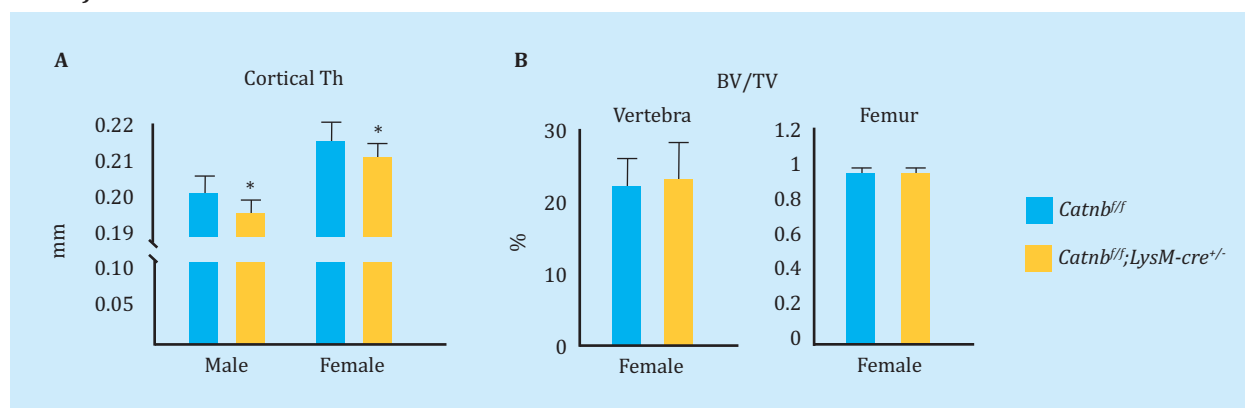 A
Cortical Th
0.22
0.21
0.20
0.19
0.10
0.05
mm
*
*
Male
Female
B
BV/TV
Vertebra
30
20
10
0
%
Female
Femur
1.2
1
0.8
0.6
0.4
0.2
0
Female
Catnbf/f
Catnbf/f;LysM-cre+/-